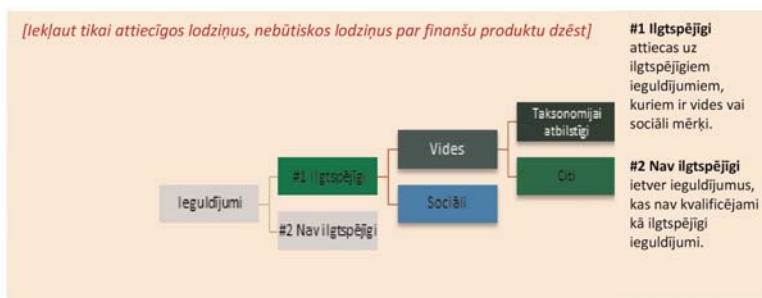 [Iekļaut tikai attiecīgos lodziņus, nebūtiskos lodziņus par finanšu produktu dzēst]
#1 Ilgtspējīgi
attiecas uz
ilgtspējīgiem
ieguldījumiem,
kuriem ir vides vai
sociāli mērķi.
#2 Nav ilgtspējīgi
ietver ieguldījumus,
kas nav kvalificējami
kā ilgtspējīgi
ieguldījumi.
Ieguldījumi
#1 Ilgtspējīgi
#2 Nav ilgtspējīgi
Vides
Sociāli
Taksonomijai
atbilstīgi
Citi